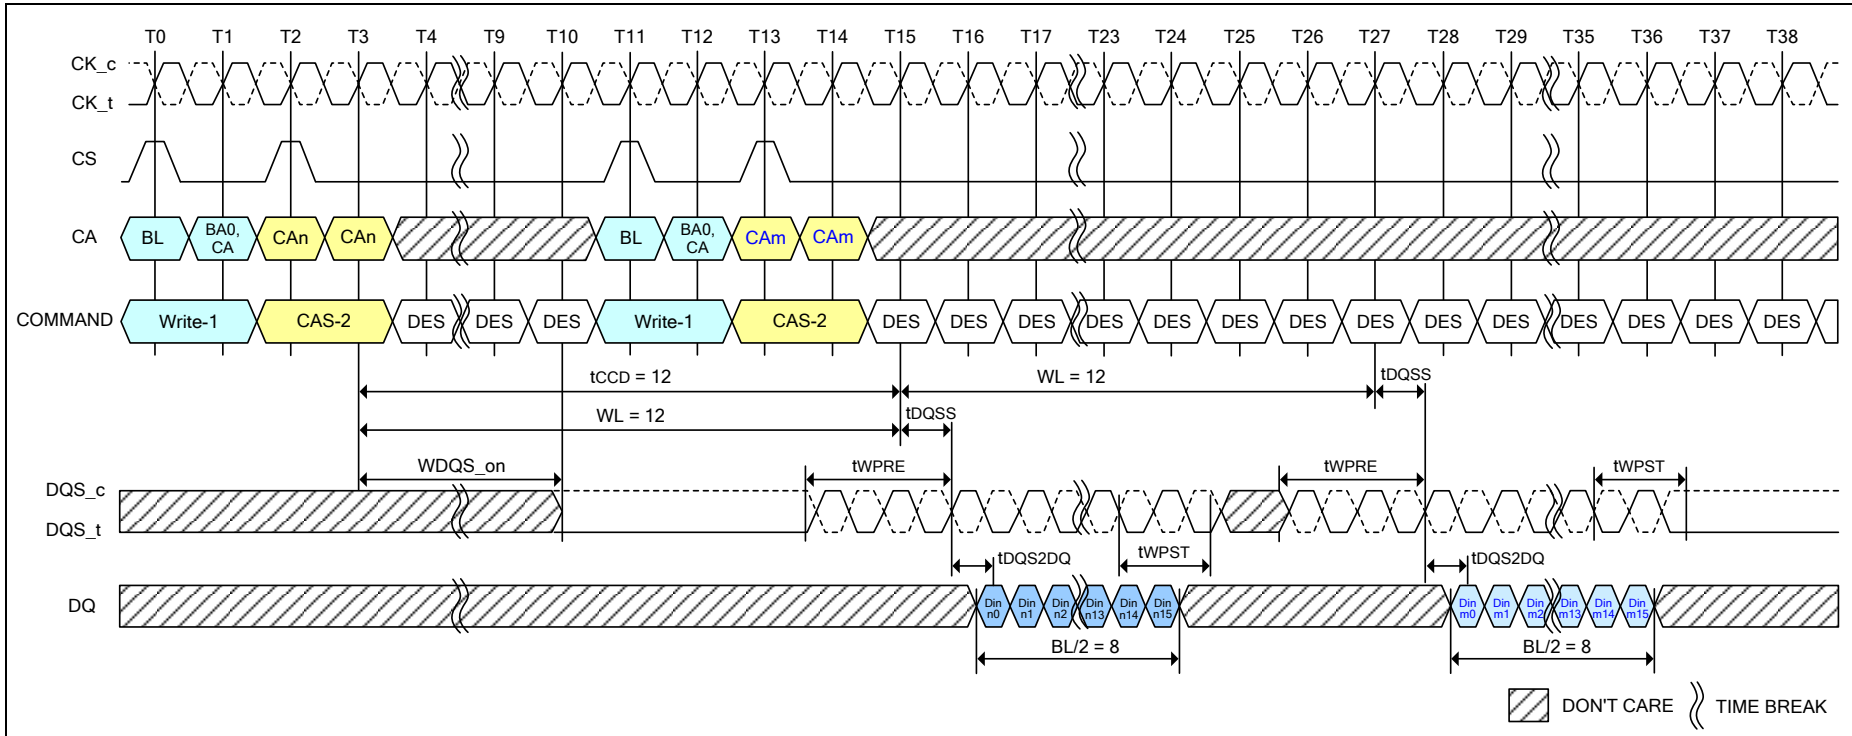 T0 T1 T2 T3 T4 T9 T10 T11 T12 T13 T14 T15 T16 T17 T23 T24 T25 T26 T27 T28 T29 T35 T36 T37 T38
CK_c
CK_t
CS
CA BL BA0, CA CAn CAn BL BA0, CA CAm CAm
COMMAND Write-1 CAS-2 DES DES DES Write-1 CAS-2 DES DES DES DES DES DES DES DES DES DES DES DES DES DES
tCCD = 12 WL = 12 tDQSS
WL = 12 tDQSS
WDQS_on tWPRE tWPRE tWPST
DQS_c
DQS_t
tDQS2DQ tWPST tDQS2DQ
DQ Din n0 Din n1 Din n2 Din n13 Din n14 Din n15 Din m0 Din m1 Din m2 Din m13 Din m14 Din m15
BL/2 = 8 BL/2 = 8
DON'T CARE TIME BREAK